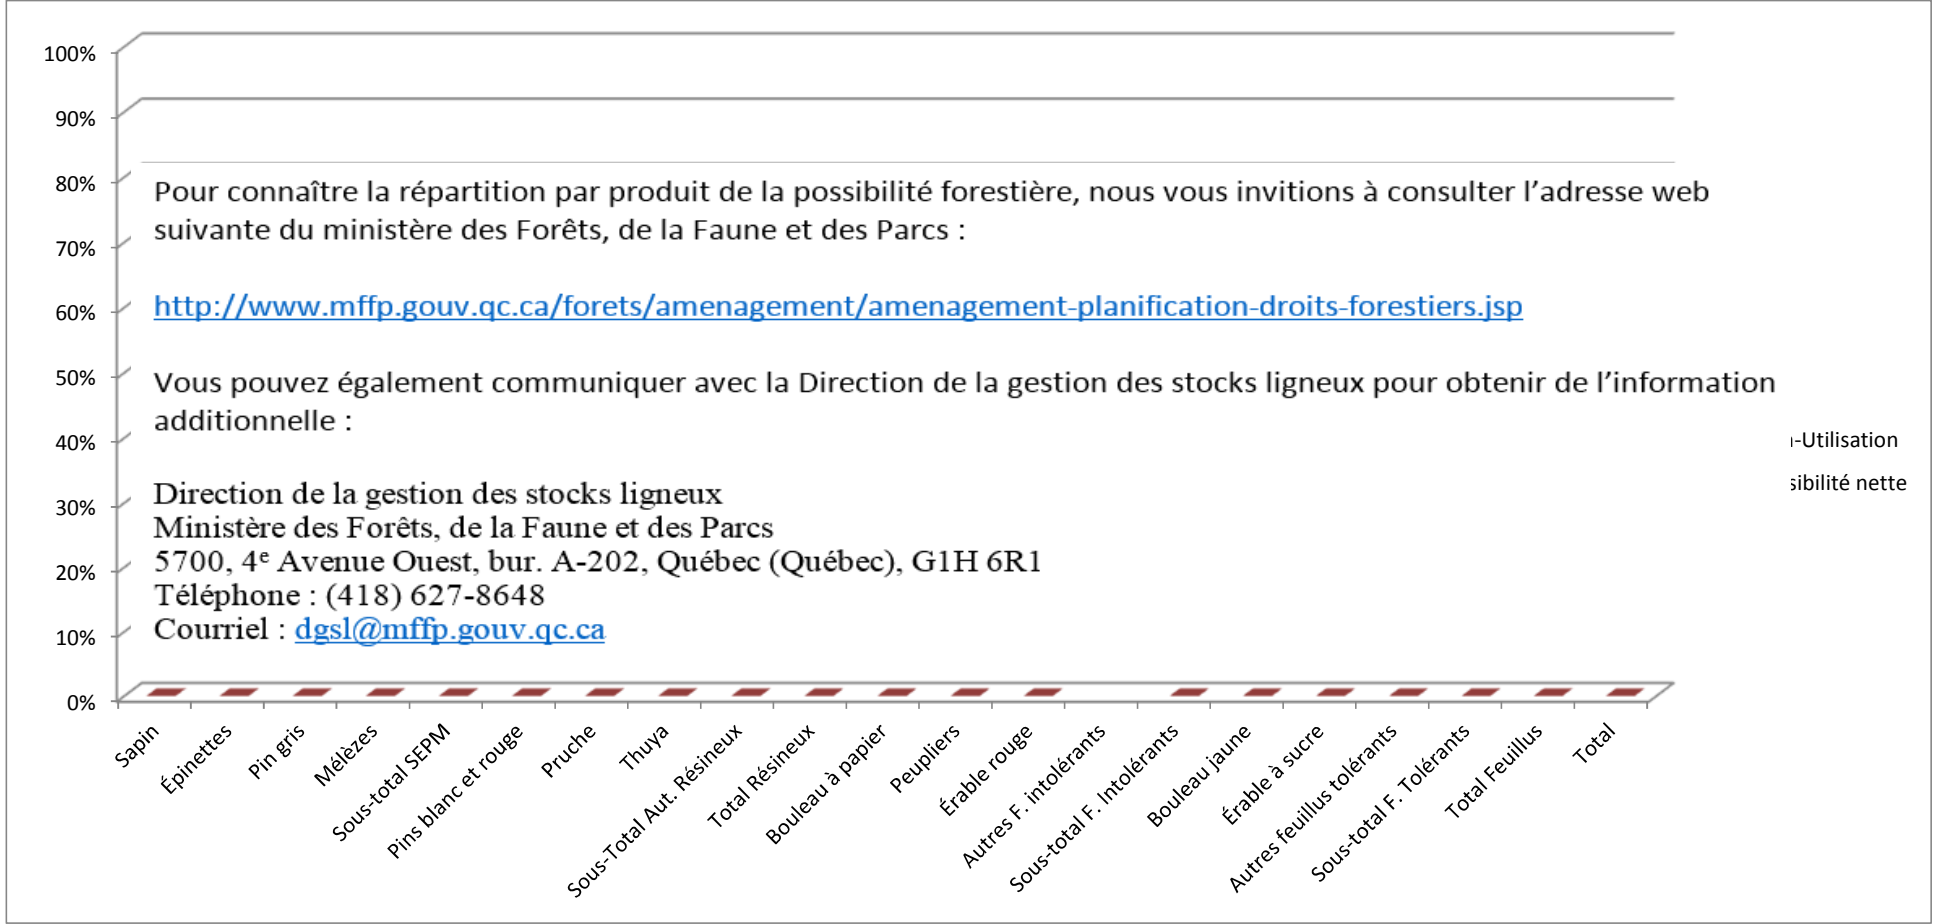 100%
90%
80%
70%
60%
50%
40%
30%
20%
10%
0%
Pour connaître la répartition par produit de la possibilité forestière, nous vous invitions à consulter l’adresse web
suivante du ministère des Forêts, de la Faune et des Parcs :
http://www.mffp.gouv.qc.ca/forets/amenagement/amenagement-planification-droits-forestiers.jsp
Vous pouvez également communiquer avec la Direction de la gestion des stocks ligneux pour obtenir de l’information
additionnelle :
Direction de la gestion des stocks ligneux
Ministère des Forêts, de la Faune et des Parcs
5700, 4e Avenue Ouest, bur. A-202, Québec (Québec), G1H 6R1
Téléphone : (418) 627-8648
Courriel : dgsl@mffp.gouv.qc.ca
-Utilisation
sibilité nette
Sapin
Épinettes
Pin gris
Mélèzes
Sous-total SEPM
Pins blanc et rouge
Pruche
Thuya
Sous-Total Aut. Résineux
Total Résineux
Bouleau à papier
Peupliers
Érable rouge
Autres F. intolérants
Sous-total F. Intolérants
Bouleau jaune
Érable à sucre
Autres feuillus tolérants
Sous-total F. Tolérants
Total Feuillus
Total